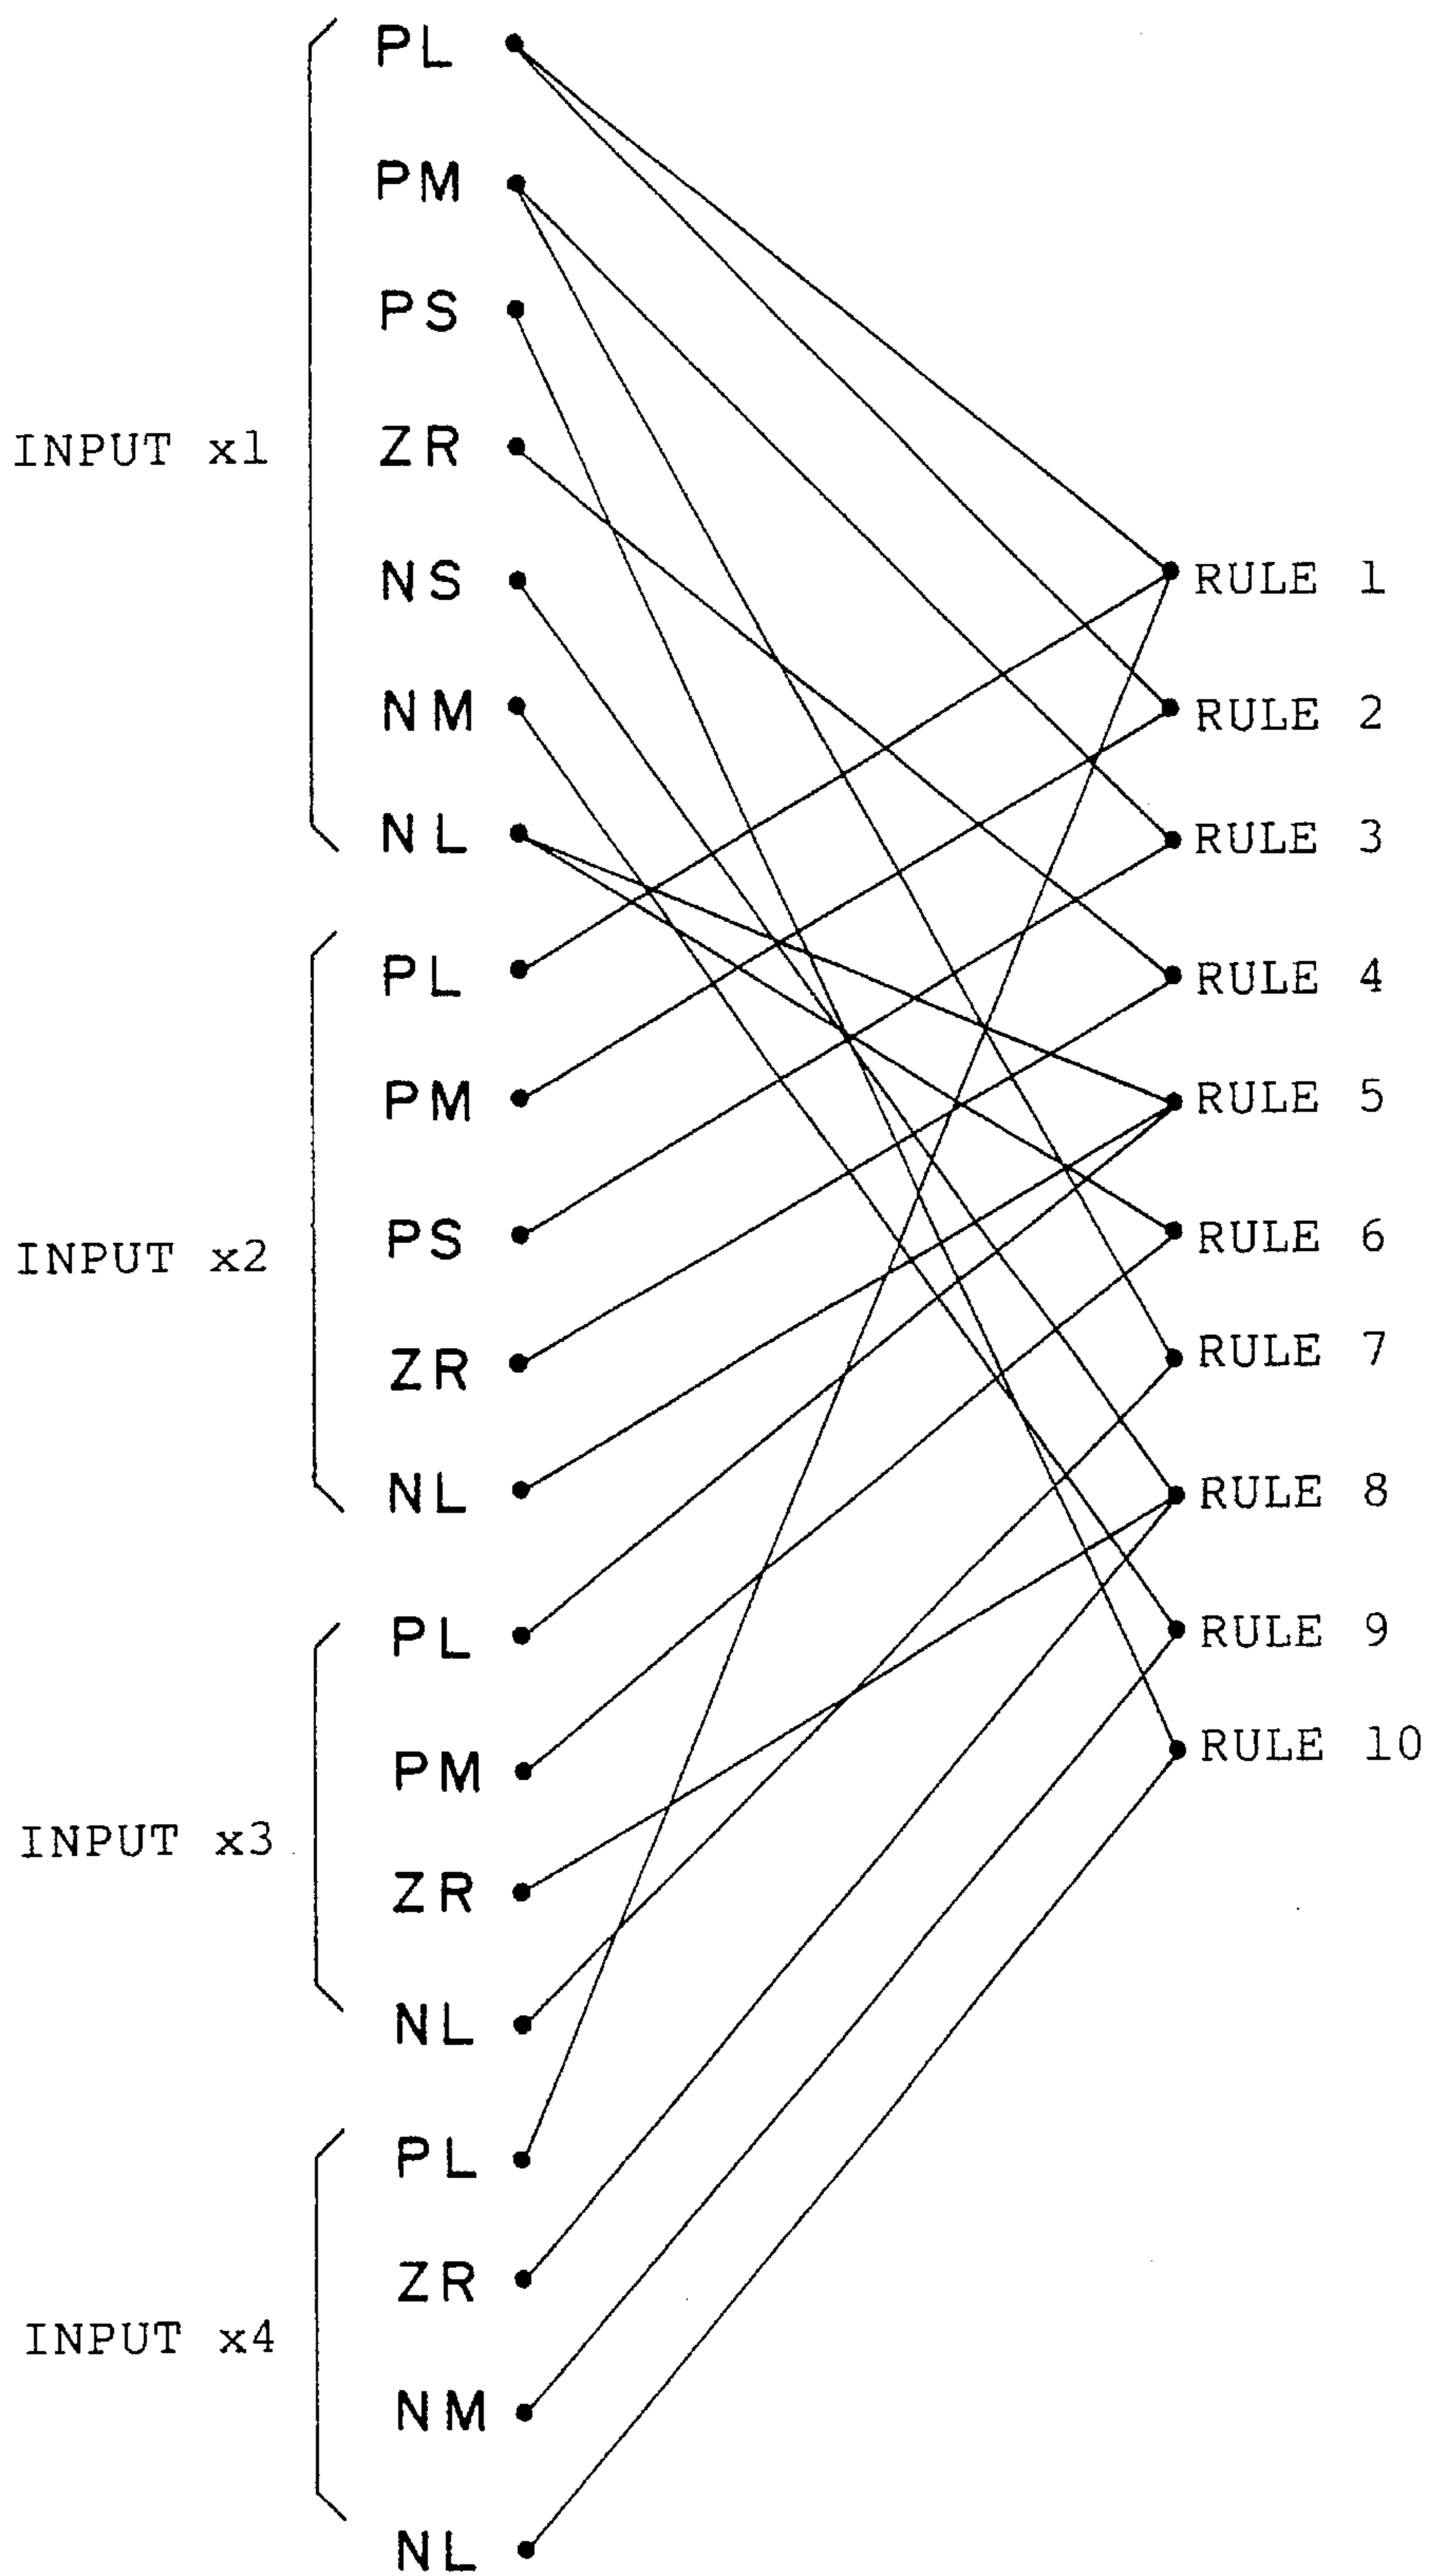 PL
PM
PS
INPUT x1
ZR
NS
NM
NL
PL
PM
INPUT x2
PS
ZR
NL
PL
PM
INPUT x3
ZR
NL
PL
ZR
INPUT x4
NM
NL
RULE 1
RULE 2
RULE 3
RULE 4
RULE 5
RULE 6
RULE 7
RULE 8
RULE 9
RULE 10